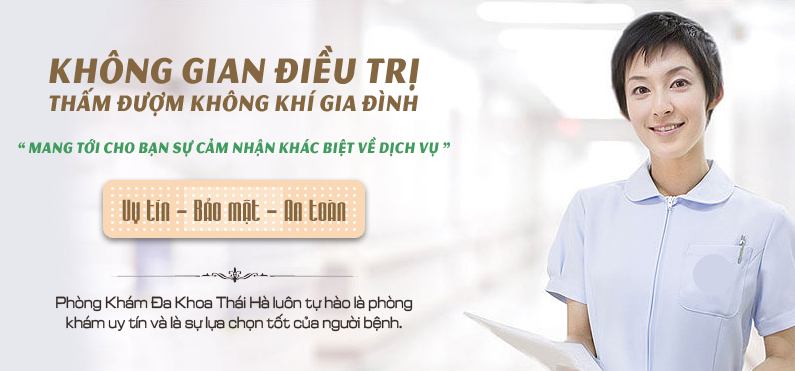 KHÔNG GIAN ĐIỀU TRỊ
THẤM ĐƯỢM KHÔNG KHÍ GIA ĐÌNH
“ MANG TỚI CHO BẠN SỰ CẢM NHẬN KHÁC BIỆT VỀ DỊCH VỤ ”
Uy tín – Bảo mật – An toàn
Phòng Khám Đa Khoa Thái Hà luôn tự hào là phòng
khám uy tín và là sự lựa chọn tốt của người bệnh.